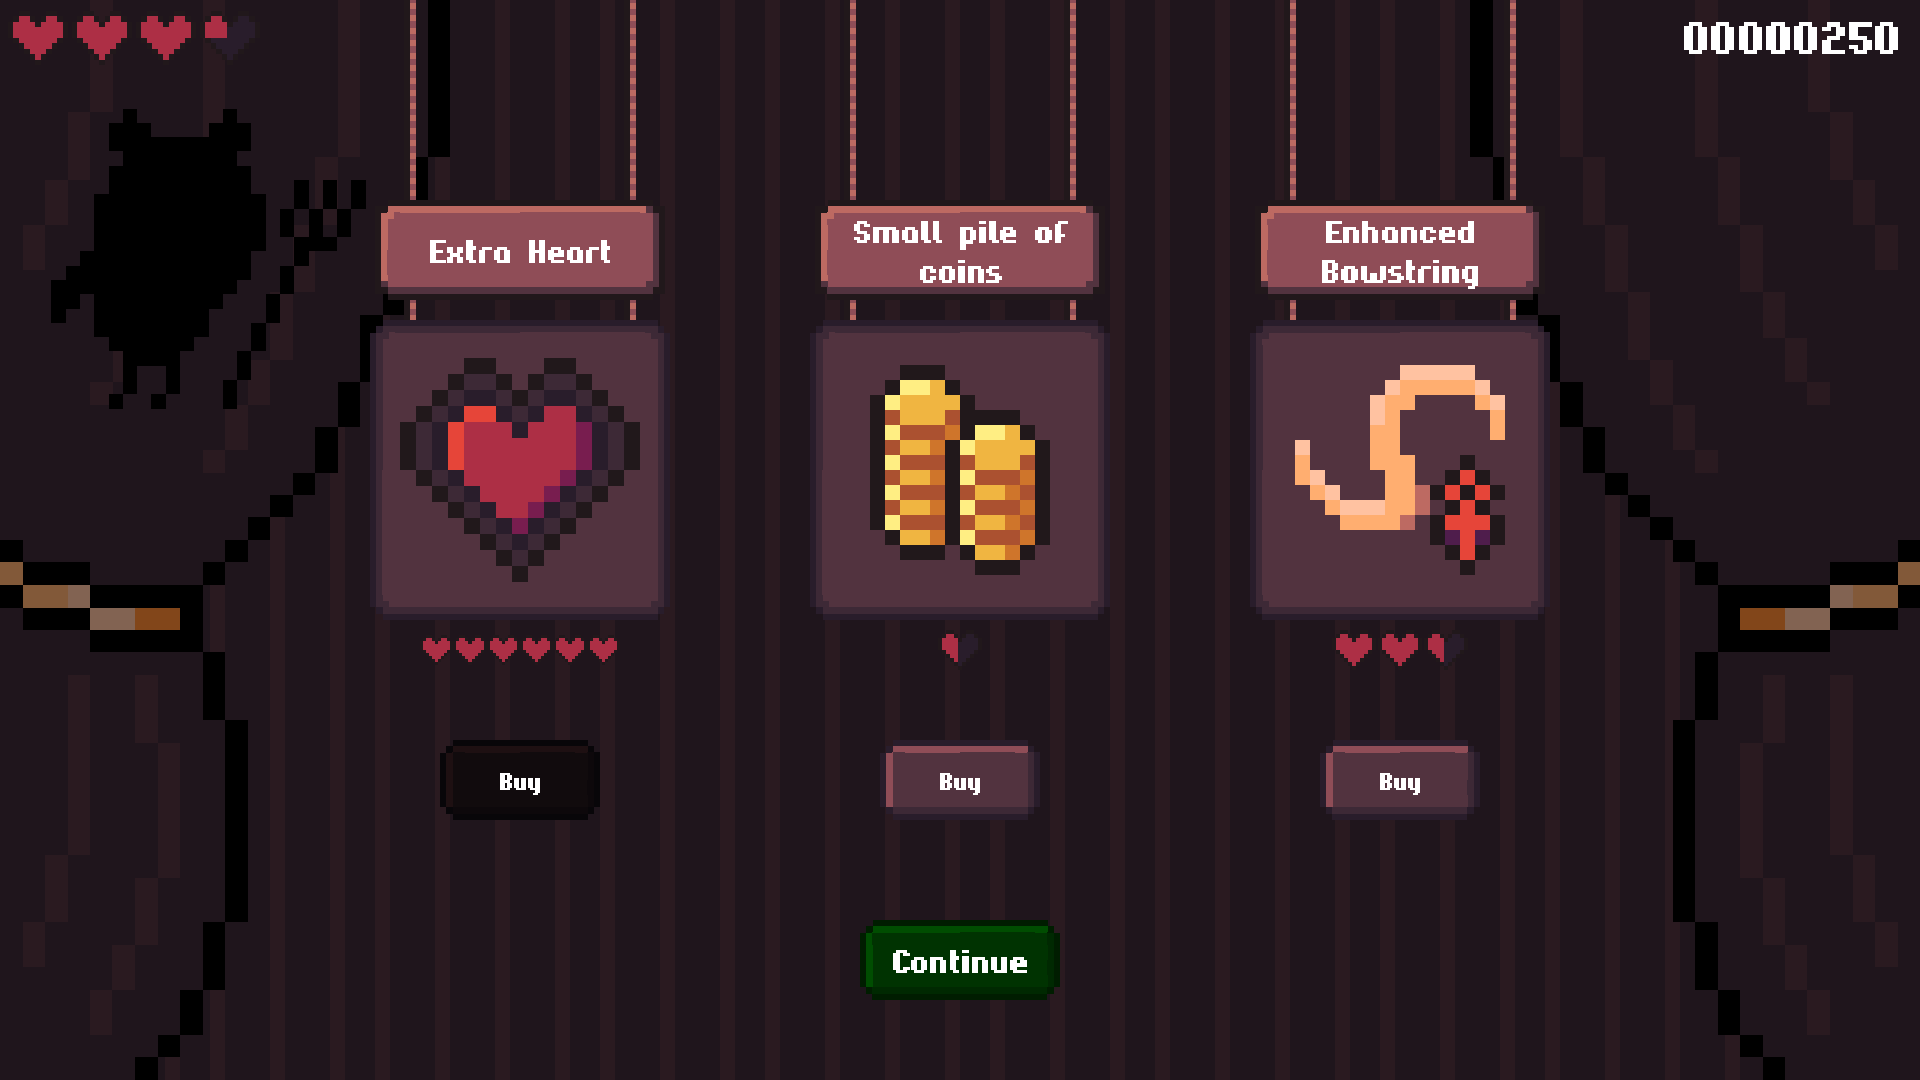 00000250
Extra Heart
Small pile of
coins
Enhanced
Bowstring
Buy
Buy
Buy
Continue